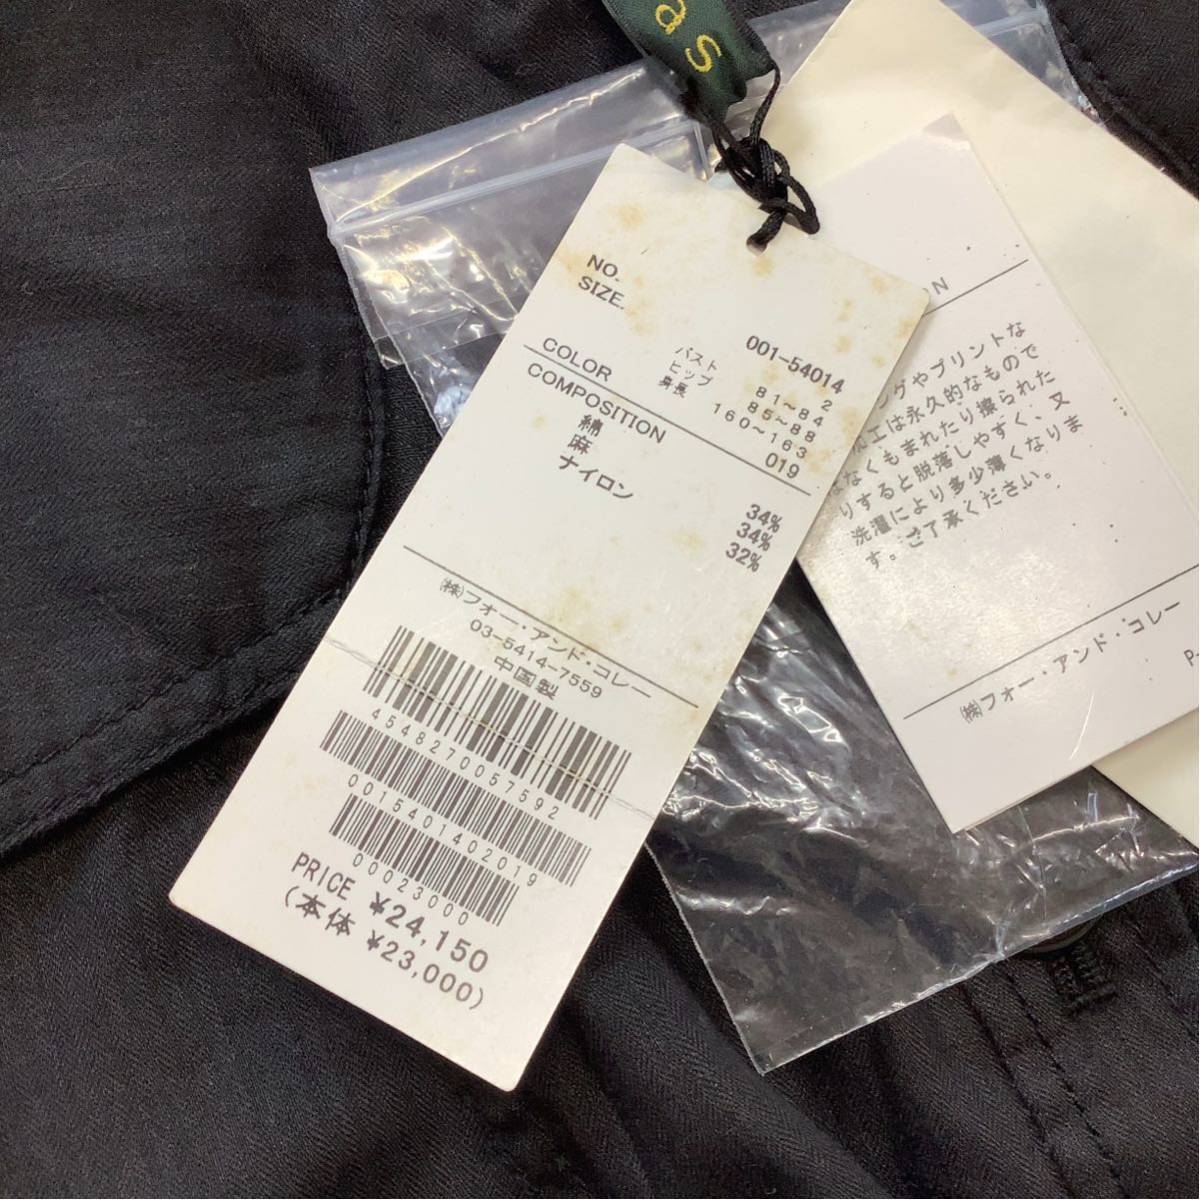 as
NO. 001-54014
SIZE. 2
バスト 81～84
ヒップ 85～88
身長 160～163
COLOR 019
COMPOSITION
綿 34%
麻 34%
ナイロン 32%
㈱フォー・アンド・コレー
03-5414-7559
中国製
4548270057592
001540140 2019
00023000
PRICE ¥24,150
(本体 ¥23,000)
ON
グやプリントな
加工は永久的なもので
なくもまれたり擦られた
りすると脱落しやすく、又
洗濯により多少薄くなりま
す。ご了承ください。
㈱フォー・アンド・コレー
P-